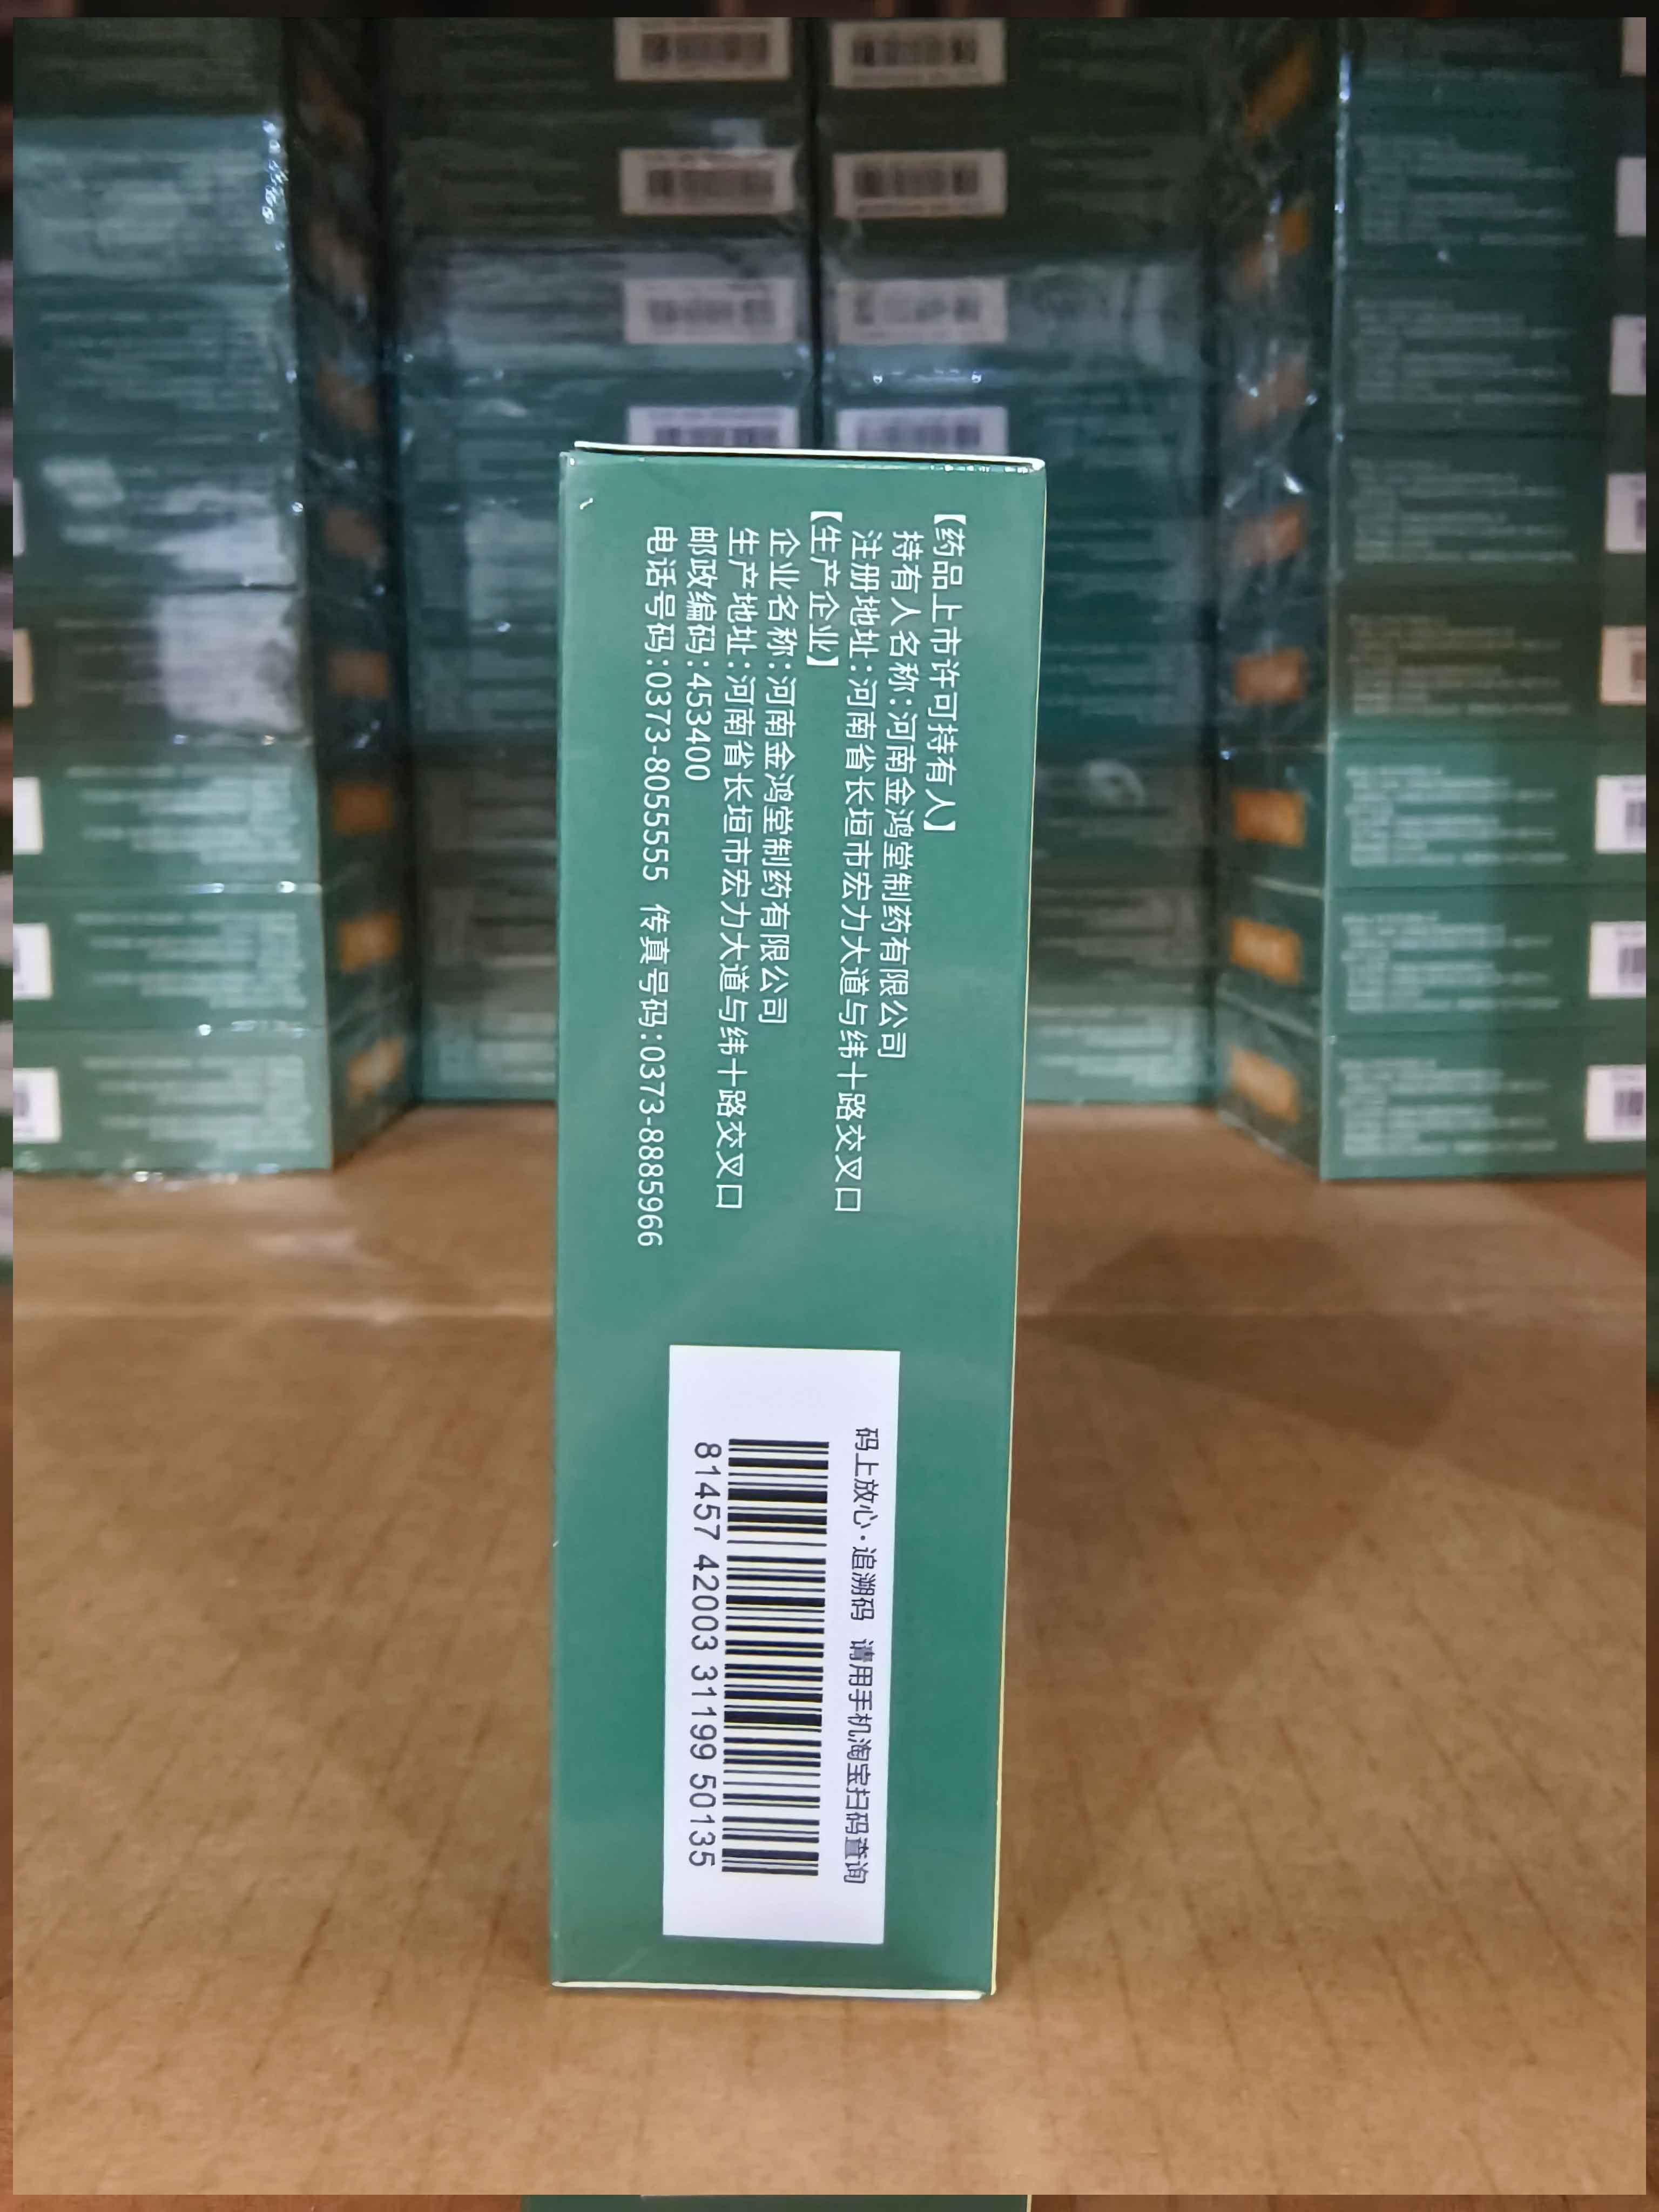 【药品上市许可持有人】
持有人名称:河南金鸿堂制药有限公司
注册地址:河南省长垣市宏力大道与纬十路交叉口
【生产企业】
企业名称:河南金鸿堂制药有限公司
生产地址:河南省长垣市宏力大道与纬十路交叉口
邮政编码:453400
电话号码:0373-8055555 传真号码:0373-8885966
码上放心·追溯码 请用手机淘宝扫码查询
81457 42003 31199 50135